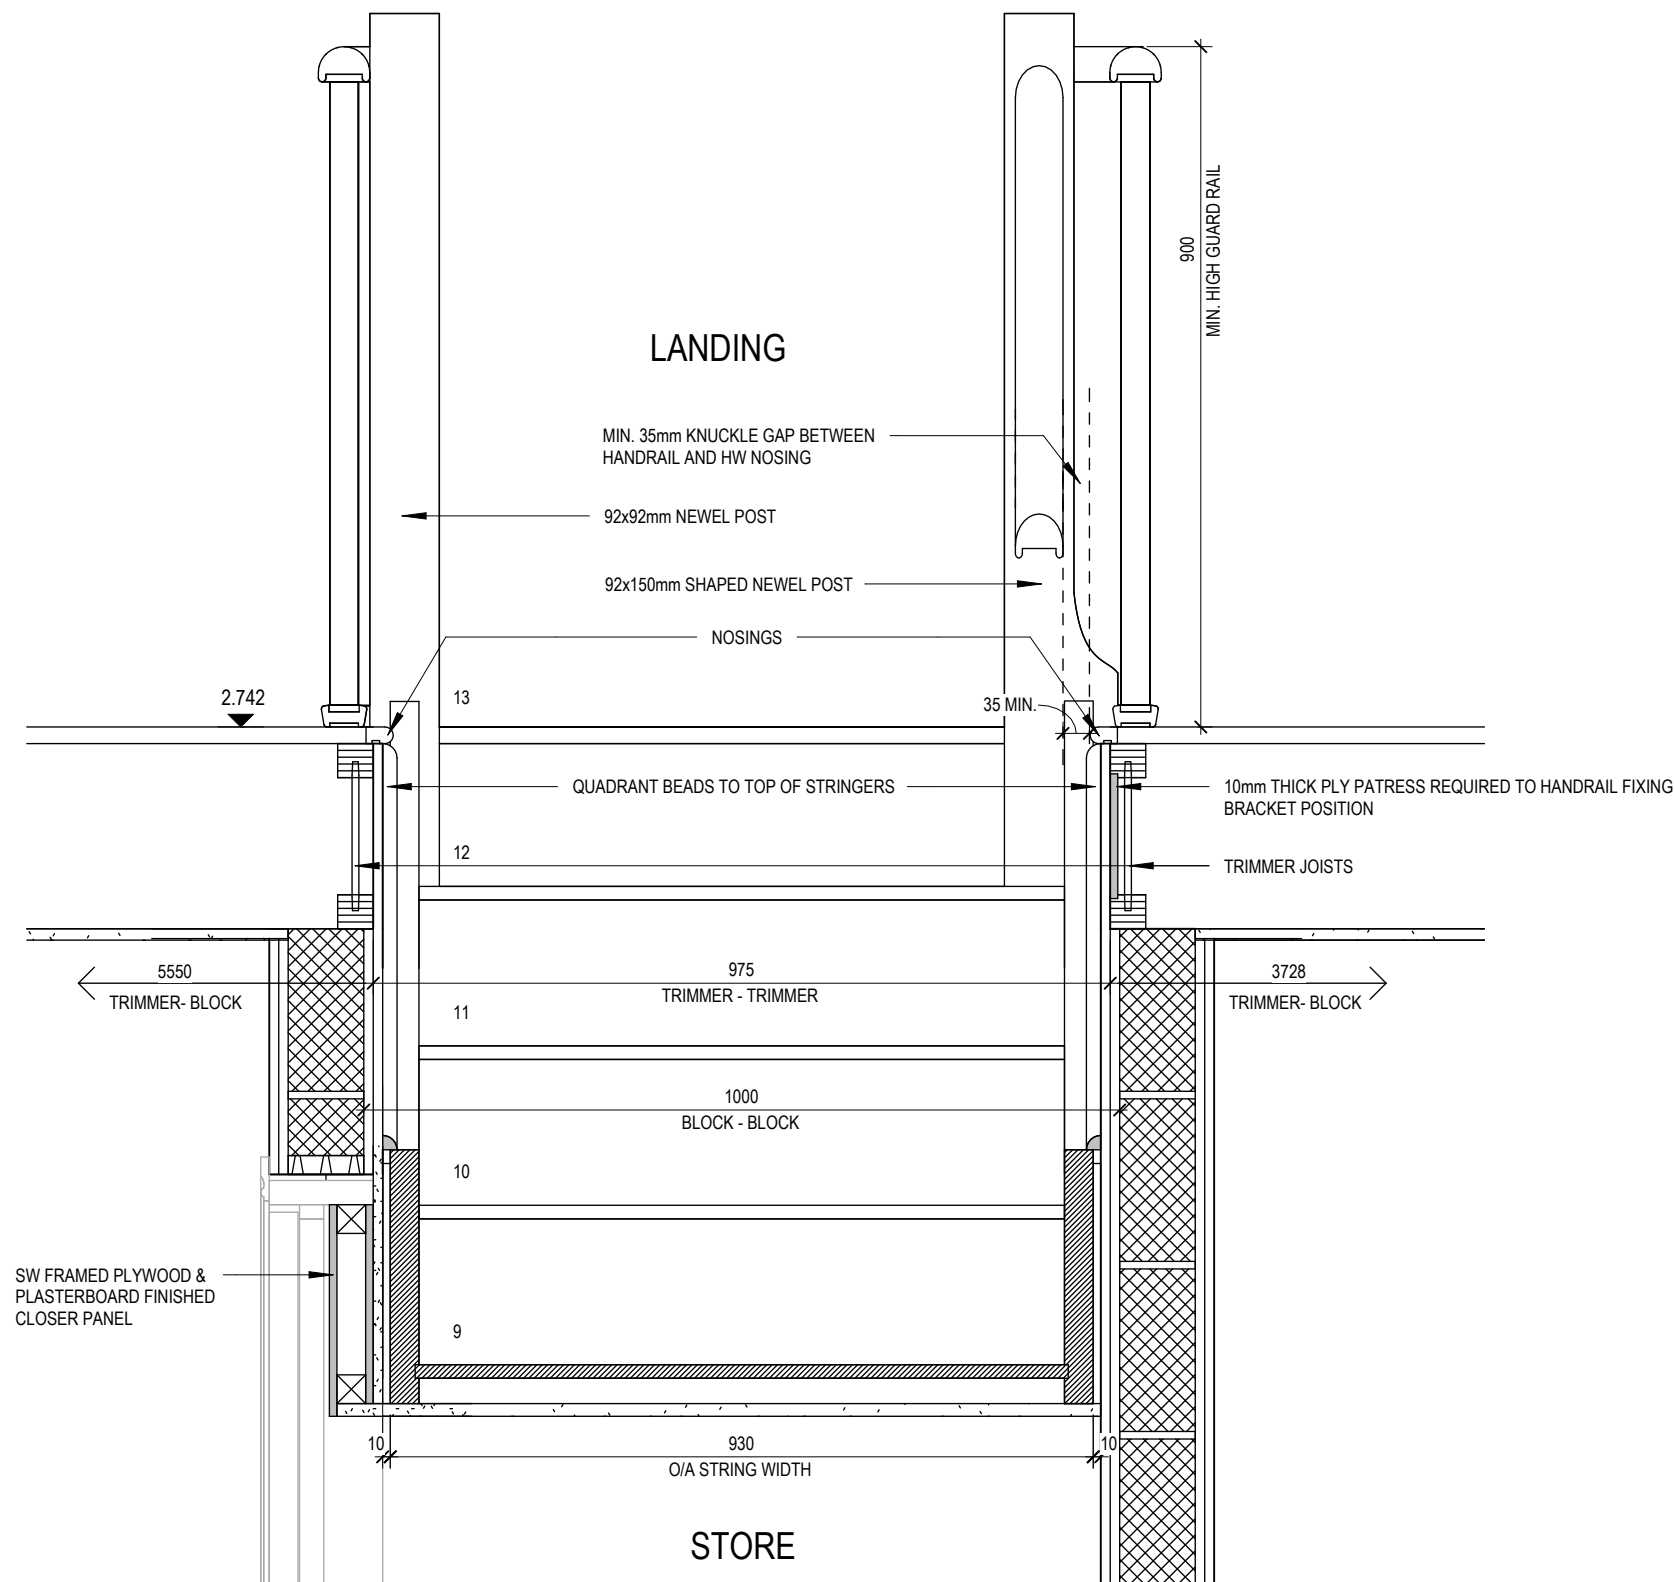 900
MIN. HIGH GUARD RAIL
LANDING
MIN. 35mm KNUCKLE GAP BETWEEN
HANDRAIL AND HW NOSING
92x92mm NEWEL POST
92x150mm SHAPED NEWEL POST
NOSINGS
2.742
13
35 MIN.
QUADRANT BEADS TO TOP OF STRINGERS
10mm THICK PLY PATRESS REQUIRED TO HANDRAIL FIXING
BRACKET POSITION
12
TRIMMER JOISTS
5550
TRIMMER- BLOCK
975
TRIMMER - TRIMMER
3728
TRIMMER- BLOCK
11
1000
BLOCK - BLOCK
10
SW FRAMED PLYWOOD &
PLASTERBOARD FINISHED
CLOSER PANEL
9
10
930
10
O/A STRING WIDTH
STORE